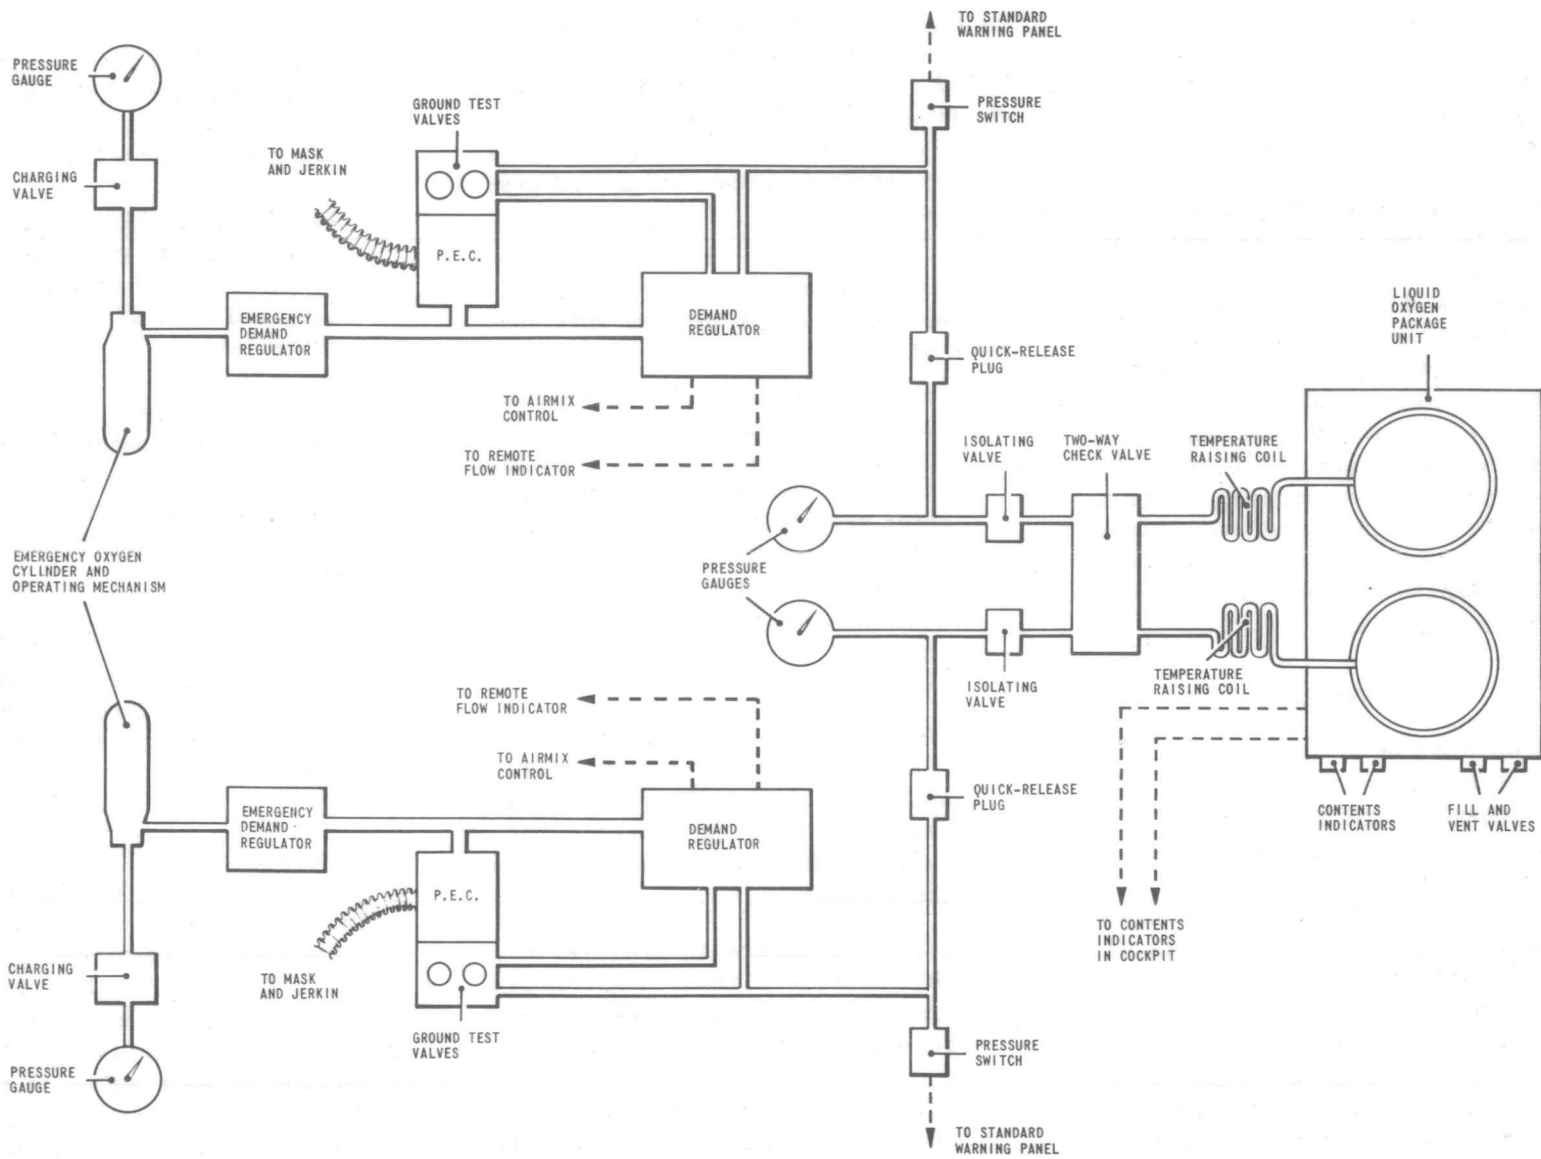 TO STANDARD
WARNING PANEL
PRESSURE
GAUGE
PRESSURE
SWITCH
GROUND TEST
VALVES
TO MASK
AND JERKIN
CHARGING
VALVE
P.E.C.
LIQUID
OXYGEN
PACKAGE
UNIT
EMERGENCY
DEMAND
REGULATOR
DEMAND
REGULATOR
QUICK-RELEASE
PLUG
TO AIRMIX
CONTROL
TO REMOTE
FLOW INDICATOR
ISOLATING
VALVE
TWO-WAY
CHECK VALVE
TEMPERATURE
RAISING COIL
EMERGENCY OXYGEN
CYLINDER AND
OPERATING MECHANISM
PRESSURE
GAUGES
ISOLATING
VALVE
TEMPERATURE
RAISING COIL
TO REMOTE
FLOW INDICATOR
TO AIRMIX
CONTROL
QUICK-RELEASE
PLUG
CONTENTS
INDICATORS
FILL AND
VENT VALVES
EMERGENCY
DEMAND
REGULATOR
DEMAND
REGULATOR
P.E.C.
TO CONTENTS
INDICATORS
IN COCKPIT
CHARGING
VALVE
TO MASK
AND JERKIN
GROUND TEST
VALVES
PRESSURE
SWITCH
PRESSURE
GAUGE
TO STANDARD
WARNING PANEL